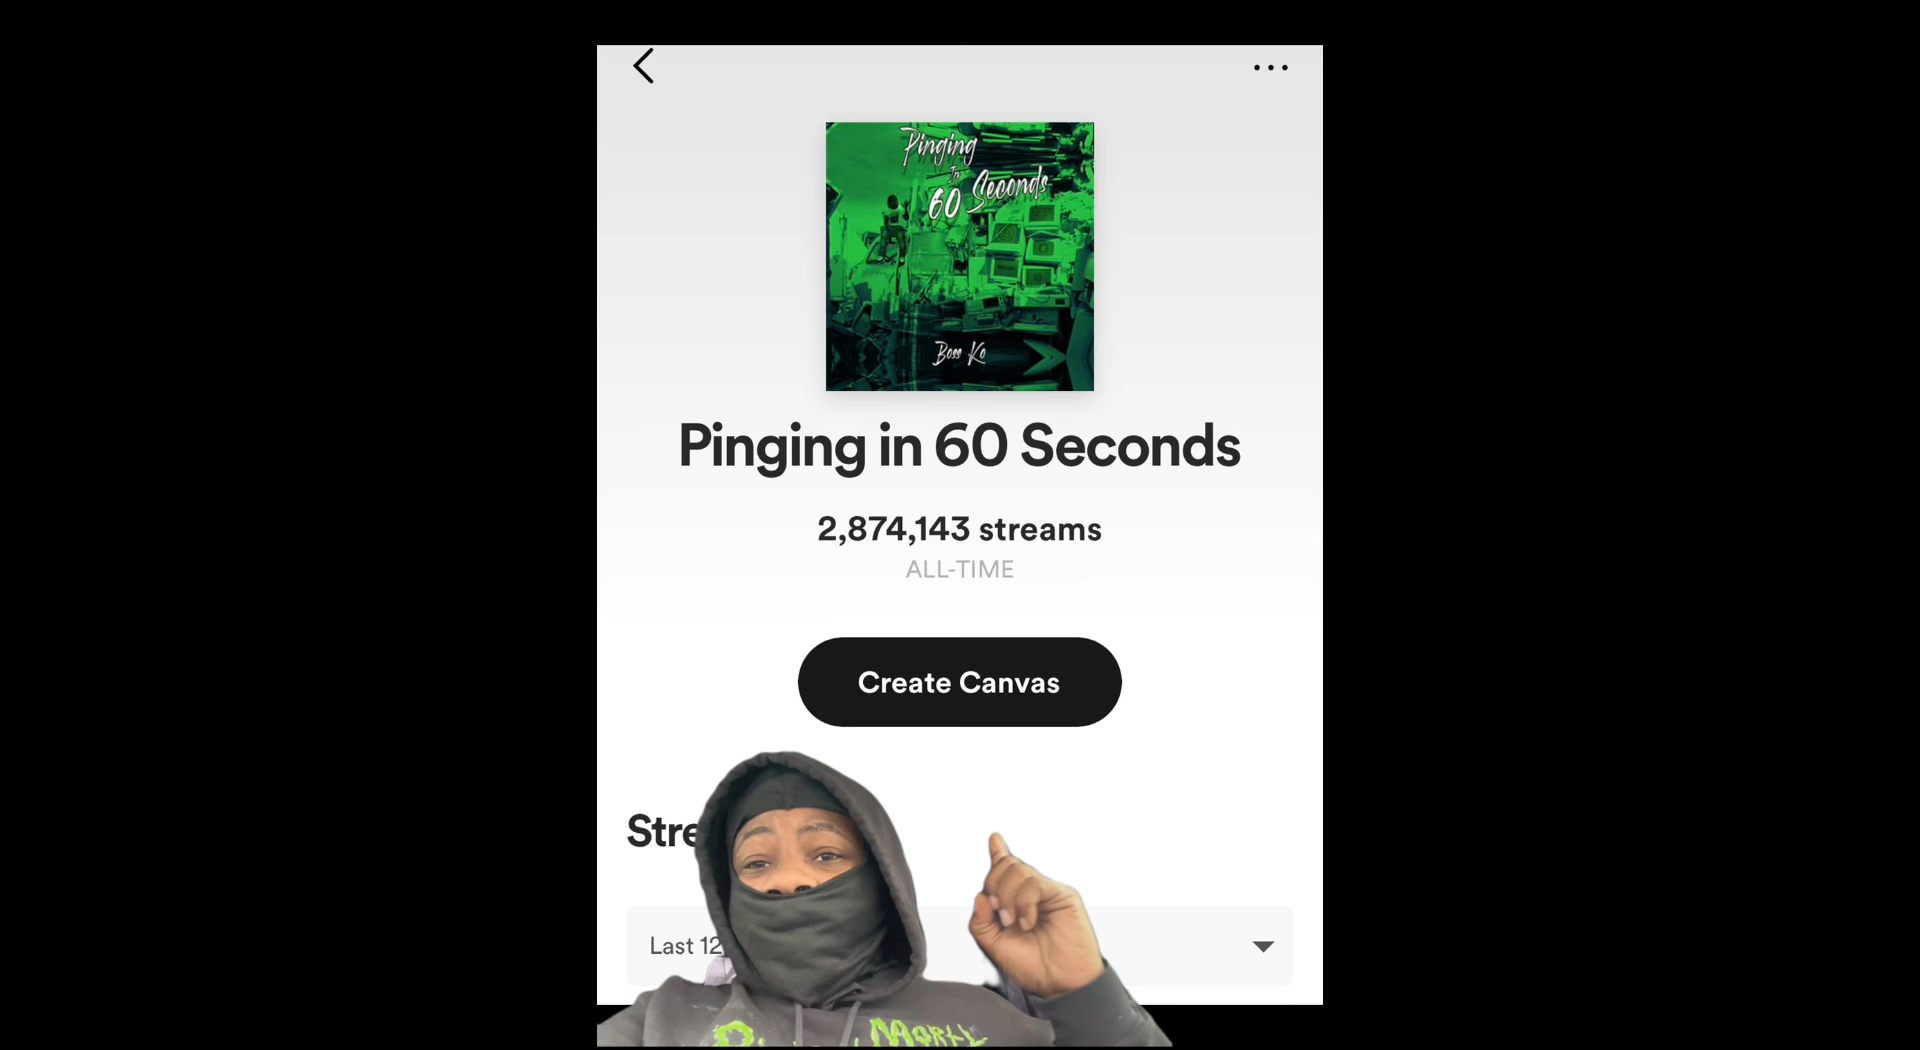 Pinging
In
60 Seconds
Boss Ko
Pinging in 60 Seconds
2,874,143 streams
ALL-TIME
Create Canvas
Stre
Last 12